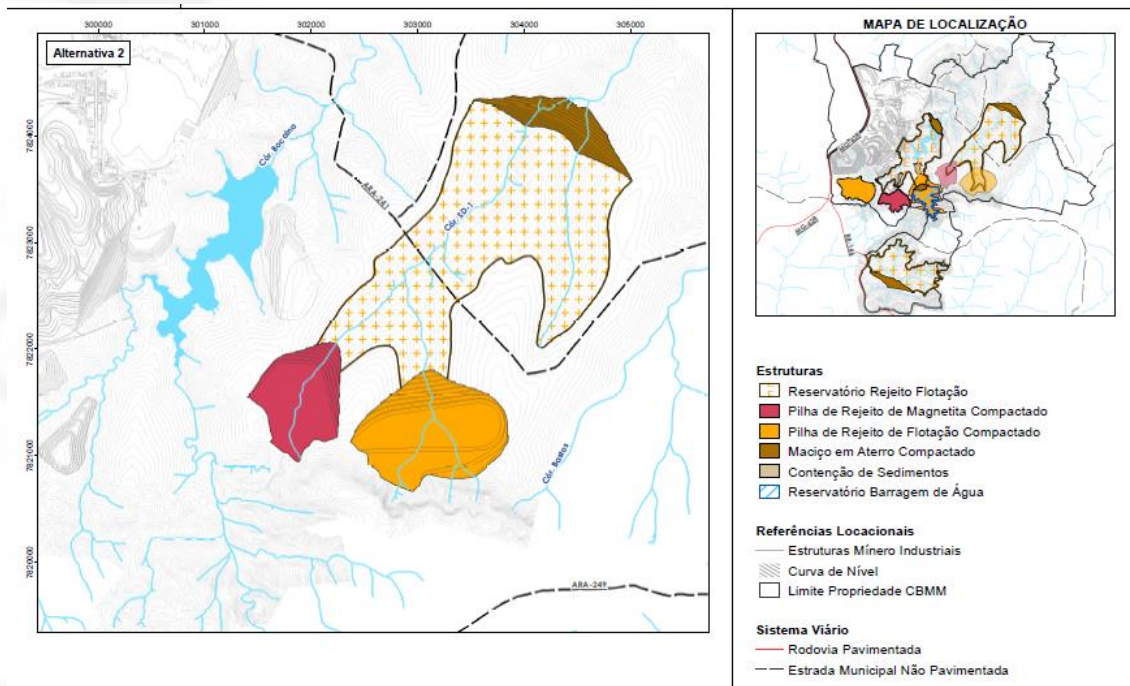 300000 301000 302000 303000 304000 305000
Alternativa 2
7824000
7823000
7822000
7821000
7820000
Cór. Bocaina
ARA-261
Cór. SD-1
Cór. Bastos
ARA-249
MAPA DE LOCALIZAÇÃO
Estruturas
Reservatório Rejeito Flotação
Pilha de Rejeito de Magnetita Compactado
Pilha de Rejeito de Flotação Compactado
Maciço em Aterro Compactado
Contenção de Sedimentos
Reservatório Barragem de Água
Referências Locacionais
Estruturas Mínero Industriais
Curva de Nível
Limite Propriedade CBMM
Sistema Viário
Rodovia Pavimentada
Estrada Municipal Não Pavimentada